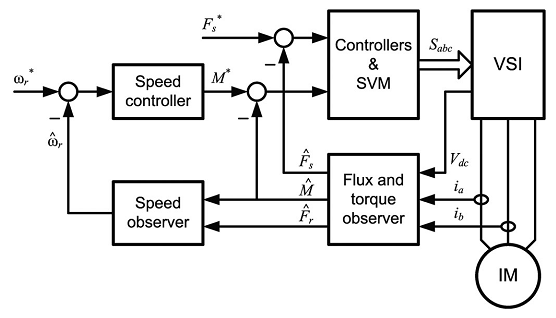 F_s^*
Controllers
&
SVM
S_abc
VSI
ω_r^*
Speed
controller
M^*
−
−
−
ω̂_r
F̂_s
V_dc
Speed
observer
M̂
F̂_r
Flux and
torque
observer
i_a
i_b
IM